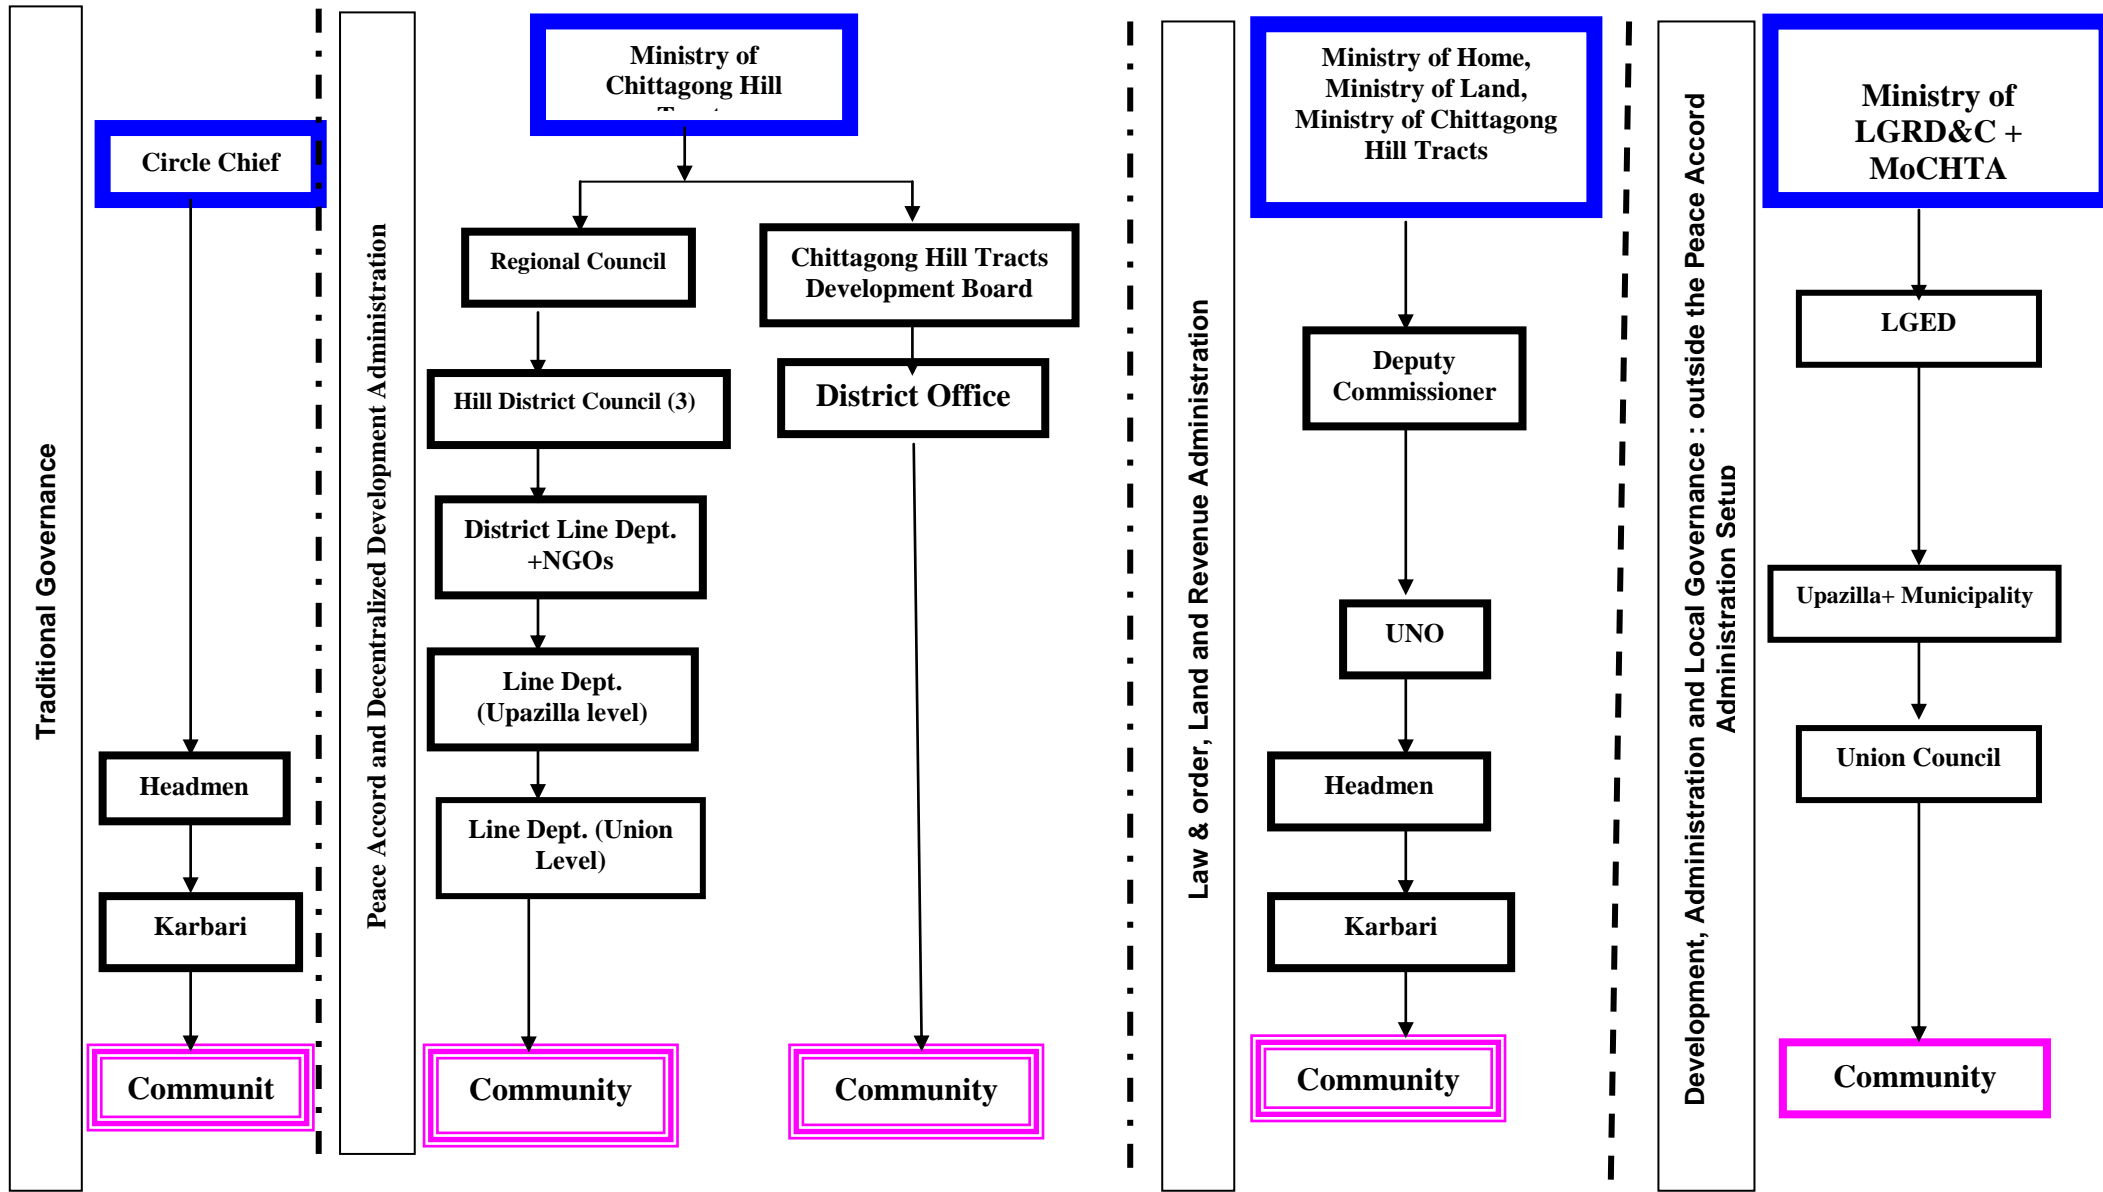 Traditional Governance
Circle Chief
Headmen
Karbari
Communit
Peace Accord and Decentralized Development Administration
Ministry of
Chittagong Hill
Regional Council
Hill District Council (3)
District Line Dept.
+NGOs
Line Dept.
(Upazilla level)
Line Dept. (Union
Level)
Community
Chittagong Hill Tracts
Development Board
District Office
Community
Law & order, Land and Revenue Administration
Ministry of Home,
Ministry of Land,
Ministry of Chittagong
Hill Tracts
Deputy
Commissioner
UNO
Headmen
Karbari
Community
Development, Administration and Local Governance : outside the Peace Accord
Administration Setup
Ministry of
LGRD&C +
MoCHTA
LGED
Upazilla+ Municipality
Union Council
Community